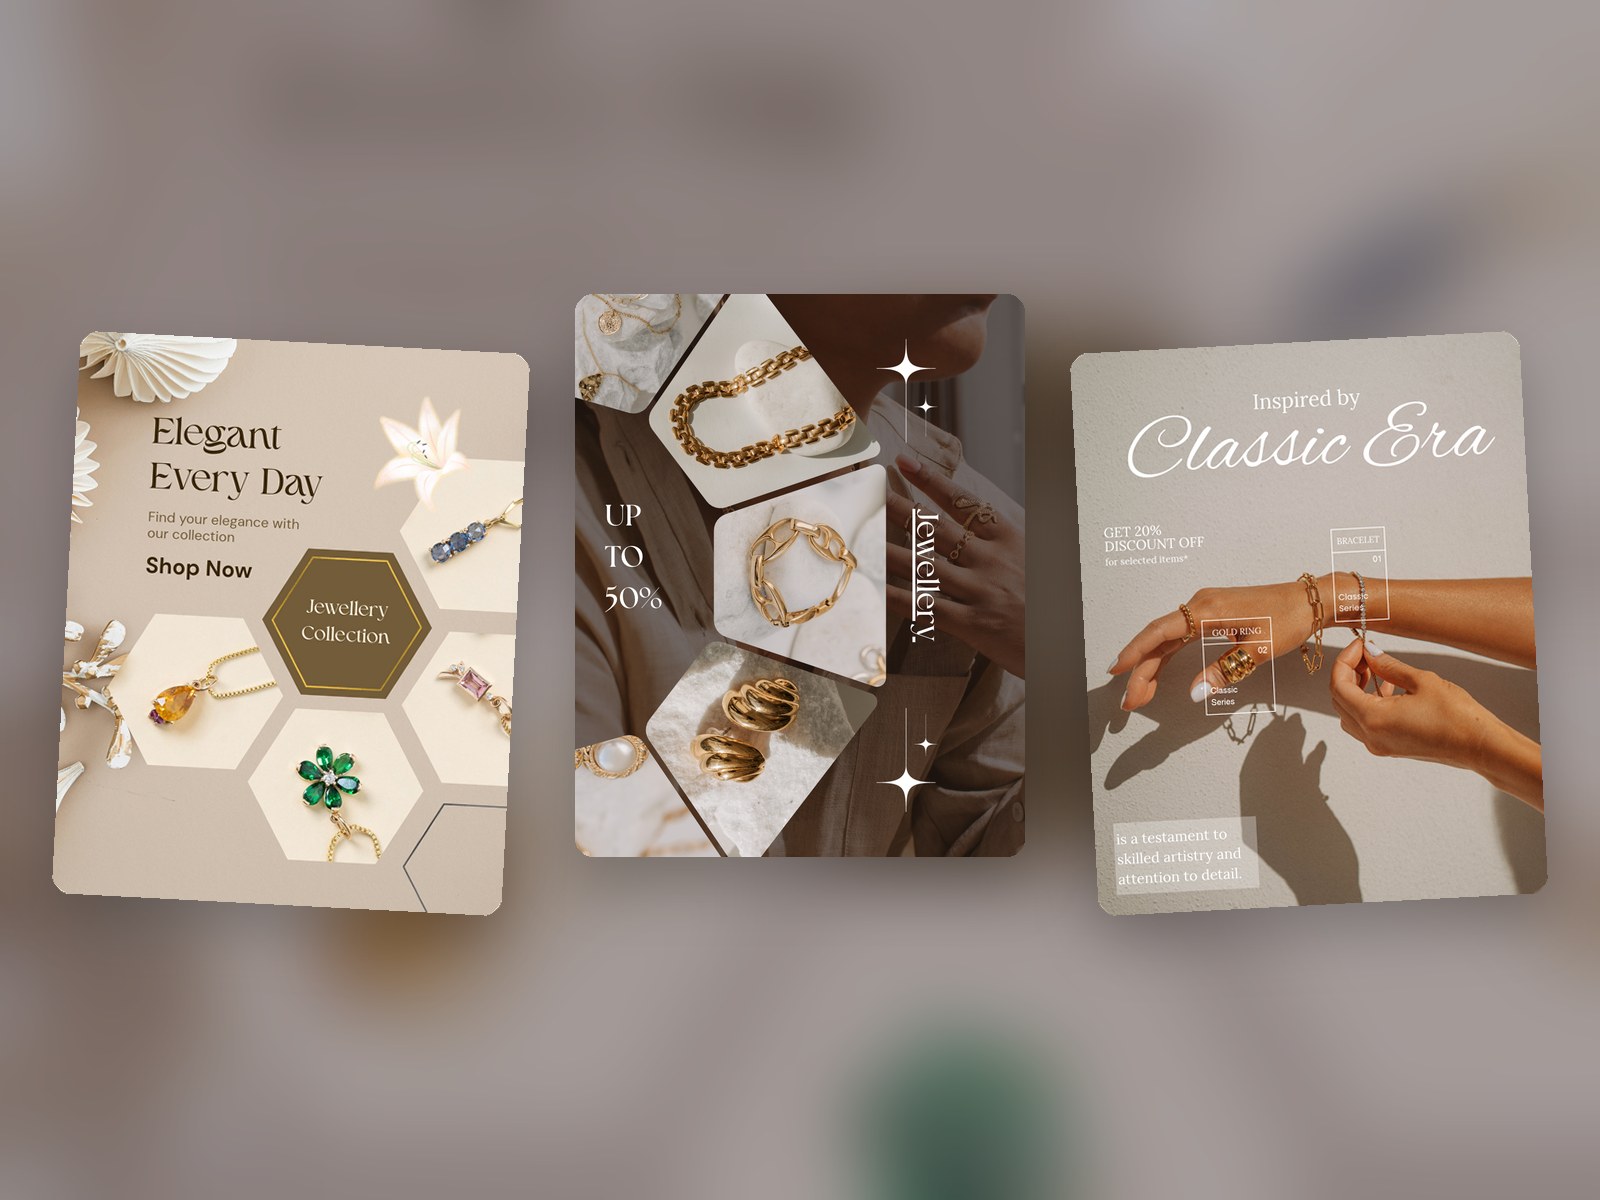 Elegant
Every Day
Find your elegance with
our collection
Shop Now
Jewellery
Collection
UP
TO
50%
Jewellery.
Inspired by
Classic Era
GET 20%
DISCOUNT OFF
for selected items*
BRACELET
01
Classic
Series
GOLD RING
02
Classic
Series
is a testament to
skilled artistry and
attention to detail.